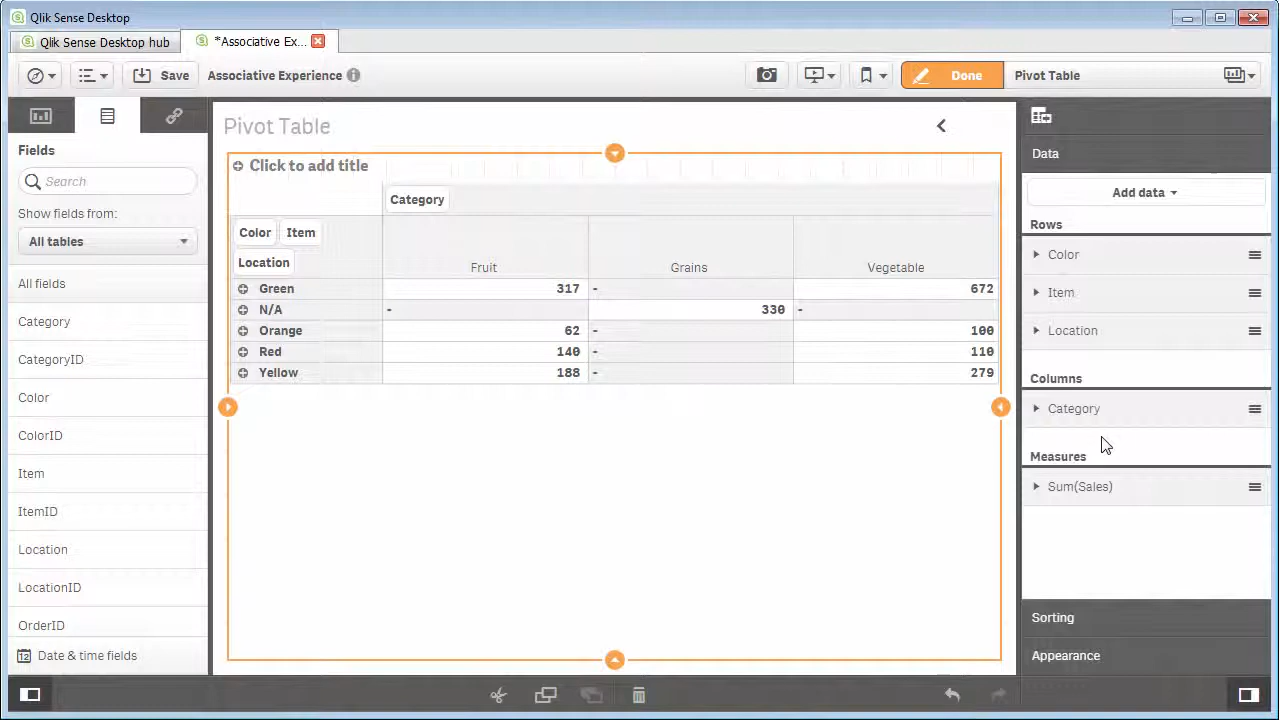 Qlik Sense Desktop
Qlik Sense Desktop hub
*Associative Ex...
Save
Associative Experience
Done
Pivot Table
Fields
Search
Show fields from:
All tables
All fields
Category
CategoryID
Color
ColorID
Item
ItemID
Location
LocationID
OrderID
12 Date & time fields
Pivot Table
Click to add title
Category
Color Item
Location
Fruit Grains Vegetable
Green 317 - 672
N/A - 330 -
Orange 62 - 100
Red 140 - 110
Yellow 188 - 279
Data
Add data
Rows
Color
Item
Location
Columns
Category
Measures
Sum(Sales)
Sorting
Appearance